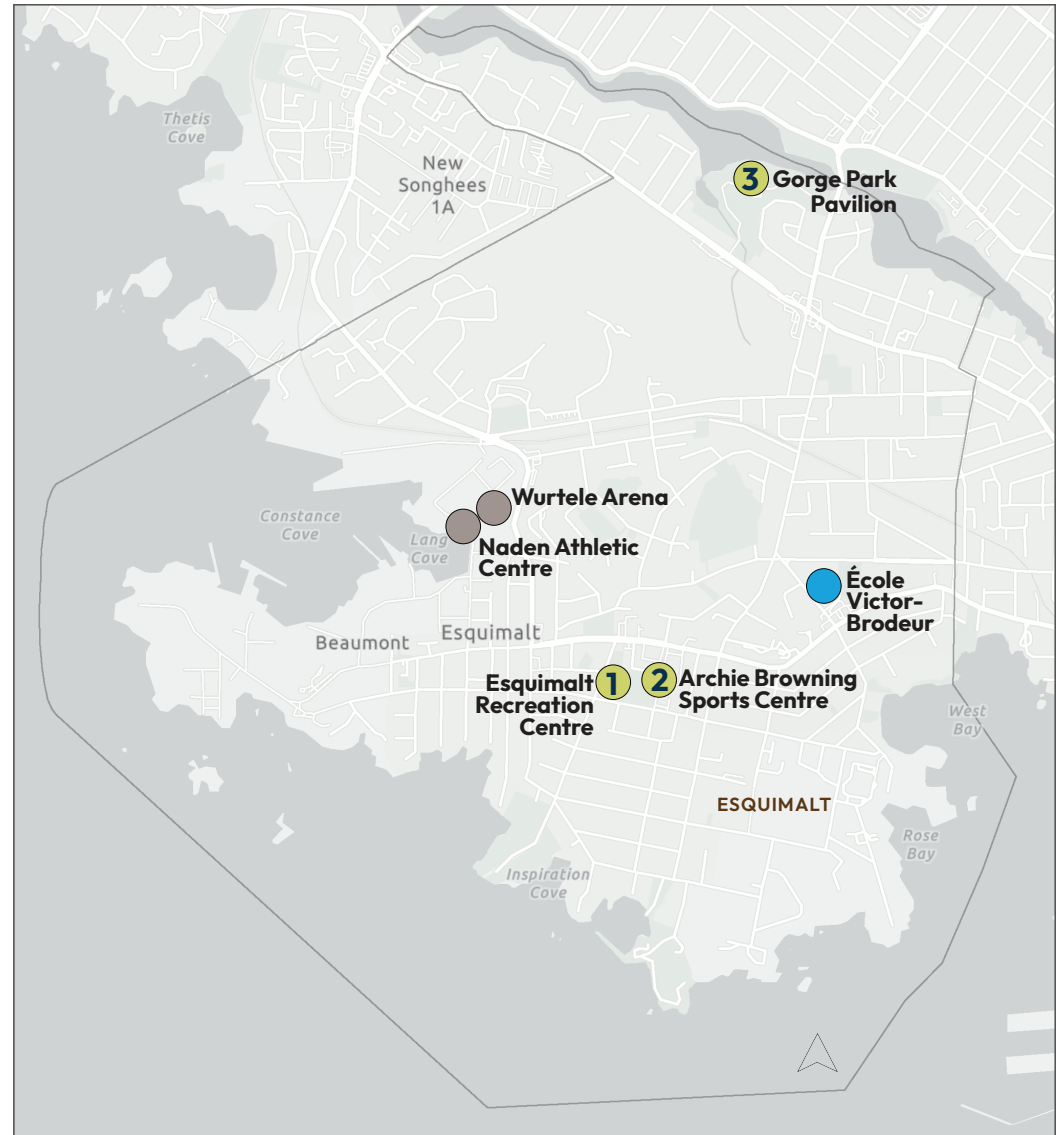 Thetis
Cove
New
Songhees
1A
3
Gorge Park
Pavilion
Wurtele Arena
Constance
Cove
Lang
Cove
Naden Athletic
Centre
École
Victor-
Brodeur
Beaumont
Esquimalt
Esquimalt
Recreation
Centre
1
2
Archie Browning
Sports Centre
West
Bay
ESQUIMALT
Rose
Bay
Inspiration
Cove